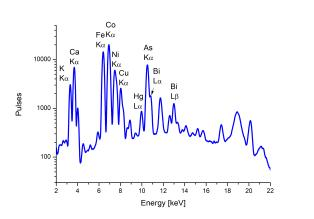 Co
Kα
Fe
Kα
As
Kα
Ca
Kα
Ni
Kα
Bi
Lα
K
Kα
Cu
Kα
Bi
Lβ
Hg
Lα
10000
1000
100
Pulses
2 4 6 8 10 12 14 16 18 20 22
Energy [keV]